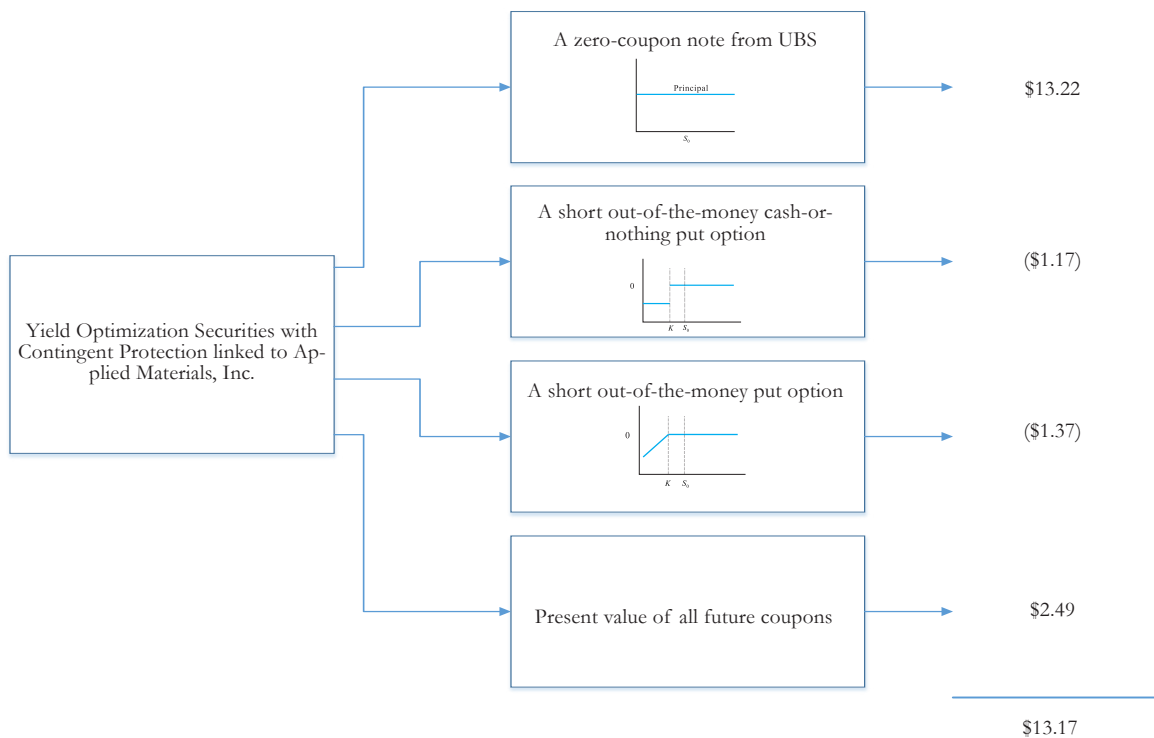 A zero-coupon note from UBS
Principal
S0
$13.22
A short out-of-the-money cash-or-
nothing put option
0
K S0
($1.17)
Yield Optimization Securities with
Contingent Protection linked to Ap-
plied Materials, Inc.
A short out-of-the-money put option
0
K S0
($1.37)
Present value of all future coupons
$2.49
$13.17